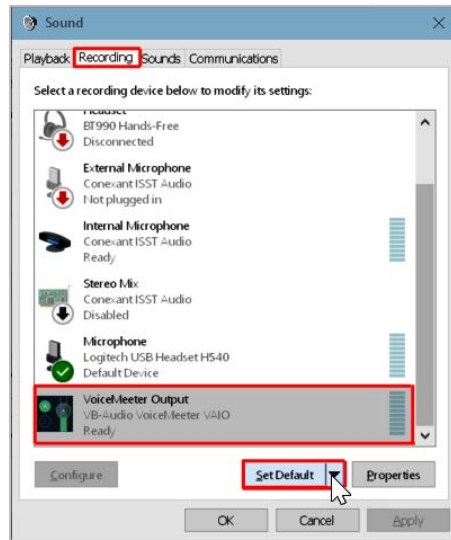 Sound
Playback Recording Sounds Communications
Select a recording device below to modify its settings:
Headset
BT990 Hands-Free
Disconnected
External Microphone
Conexant ISST Audio
Not plugged in
Internal Microphone
Conexant ISST Audio
Ready
Stereo Mix
Conexant ISST Audio
Disabled
Microphone
Logitech USB Headset H540
Default Device
VoiceMeeter Output
VB-Audio VoiceMeeter VAIO
Ready
Configure Set Default Properties
OK Cancel Apply